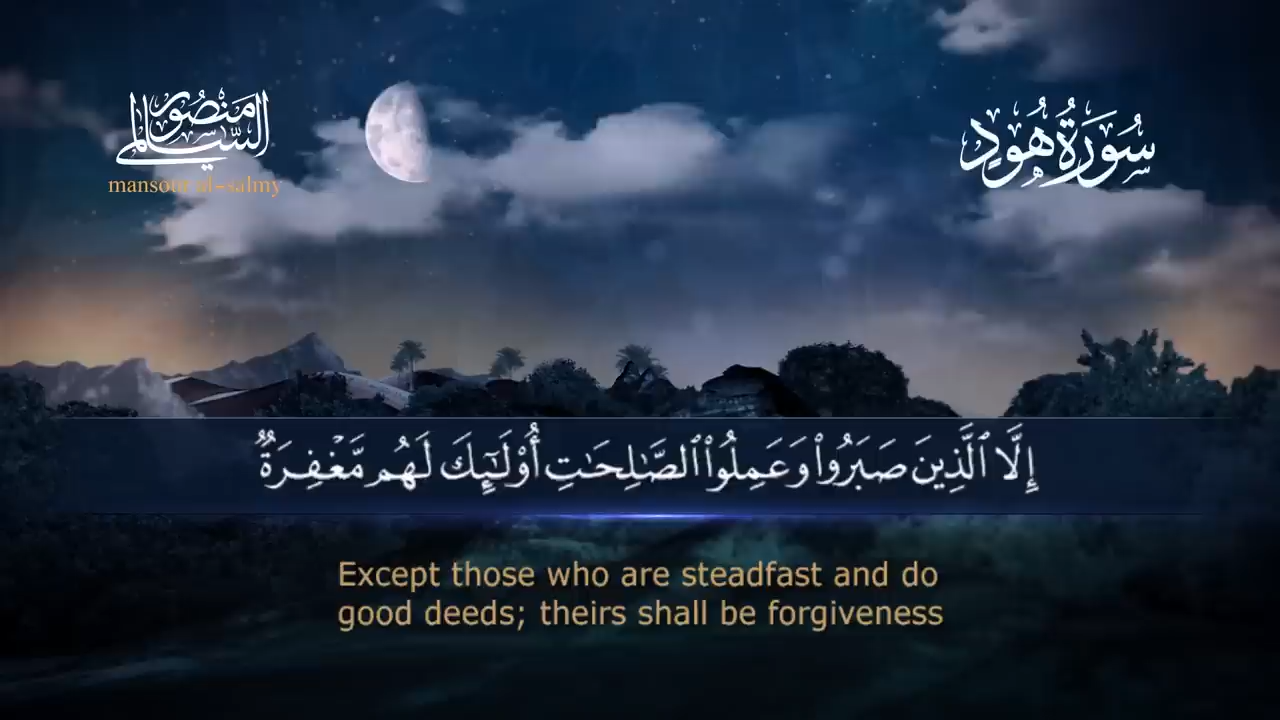 منصور السالمي
mansour al-salmy
سُورَةُ هُودٍ
إِلَّا ٱلَّذِينَ صَبَرُوا۟ وَعَمِلُوا۟ ٱلصَّـٰلِحَـٰتِ أُو۟لَـٰٓئِكَ لَهُم مَّغْفِرَةٌ
Except those who are steadfast and do
good deeds; theirs shall be forgiveness